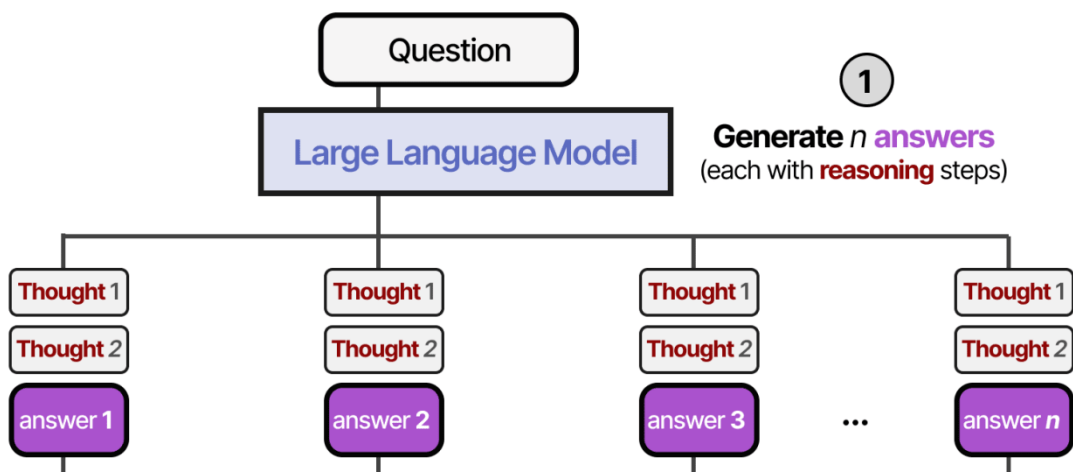 Question
1
Large Language Model
Generate n answers
(each with reasoning steps)
Thought 1
Thought 1
Thought 1
Thought 1
Thought 2
Thought 2
Thought 2
Thought 2
answer 1
answer 2
answer 3
...
answer n